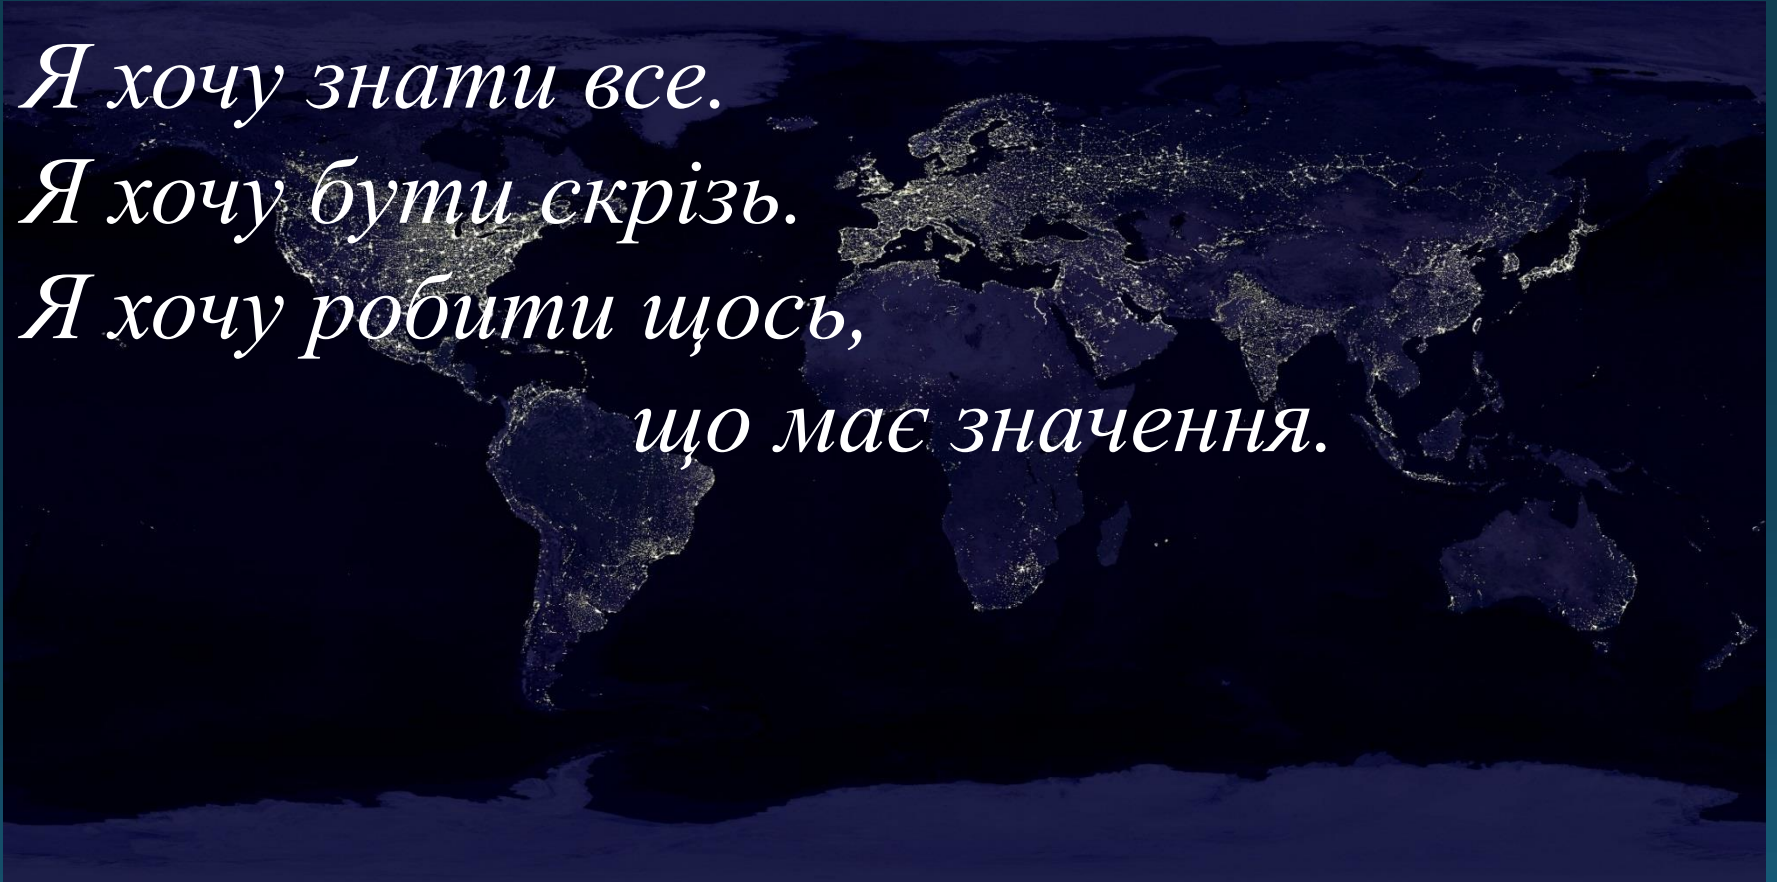 Я хочу знати все.
Я хочу бути скрізь.
Я хочу робити щось,
що має значення.